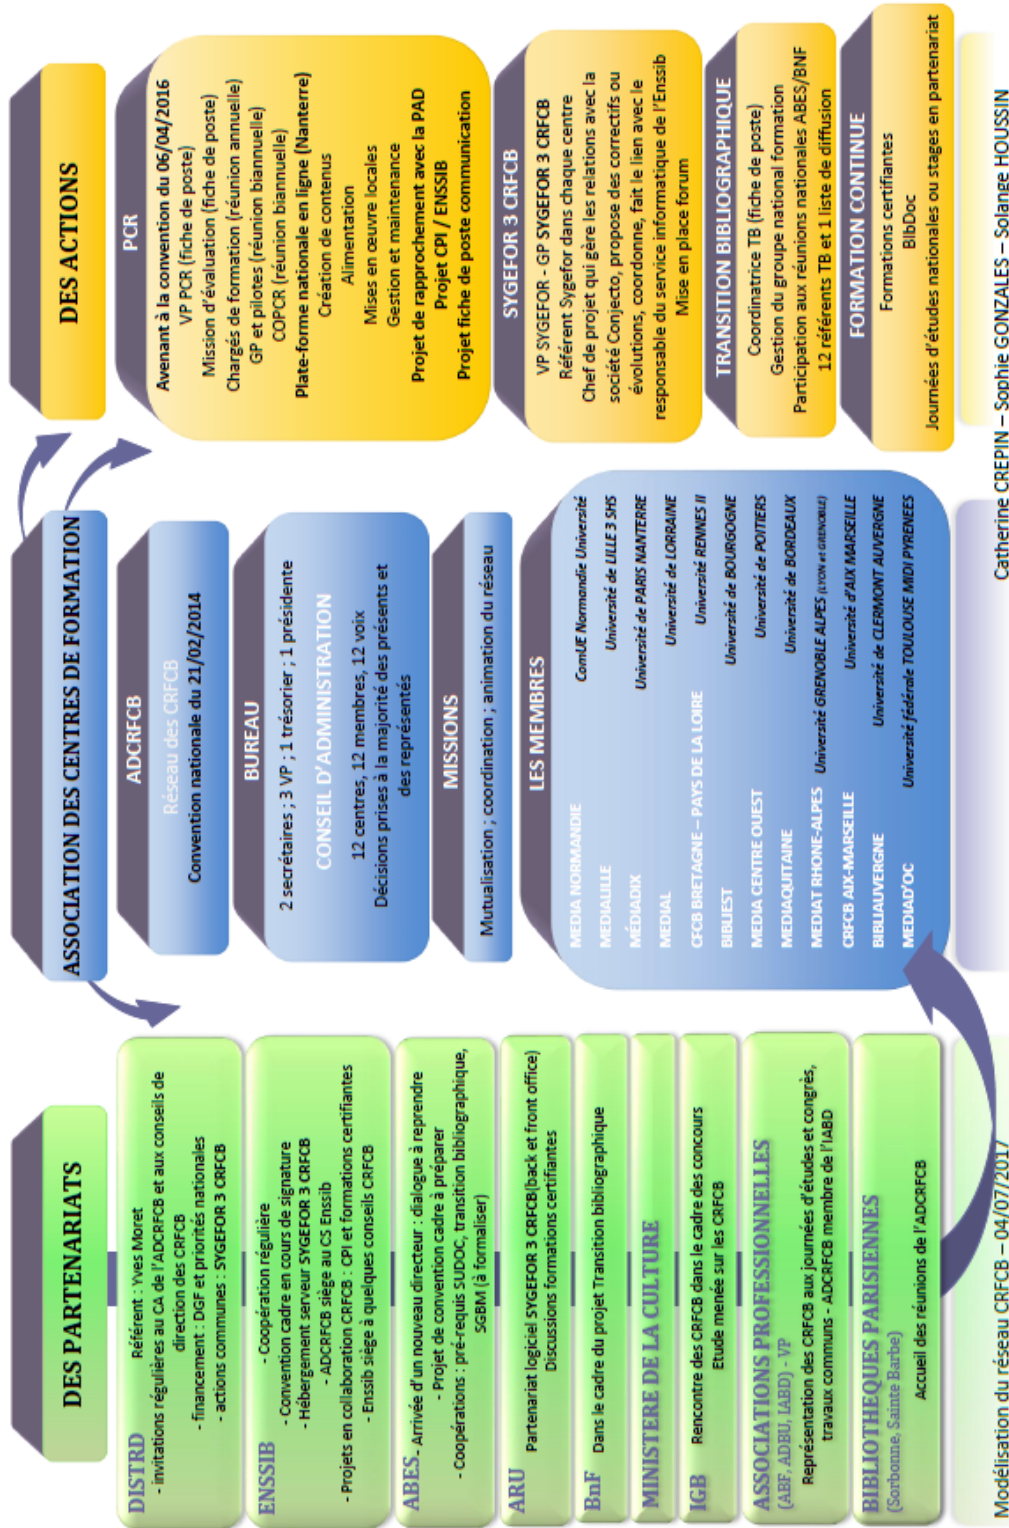 DES PARTENARIATS
DISTRD
Référent : Yves Moret
- invitations régulières au CA de l'ADCRFCB et aux conseils de
direction des CRFCB
- financement : DGF et priorités nationales
- actions communes : SYGEFOR 3 CRFCB
ENSSIB
- Coopération régulière
- Convention cadre en cours de signature
- Hébergement serveur SYGEFOR 3 CRFCB
- ADCRFCB siège au CS Enssib
- Projets en collaboration CRFCB : CPI et formations certifiantes
- Enssib siège à quelques conseils CRFCB
ABES - Arrivée d'un nouveau directeur : dialogue à reprendre
- Projet de convention cadre à préparer
- Coopérations : pré-requis SUDOC, transition bibliographique,
SGBM (à formaliser)
ARU
Partenariat logiciel SYGEFOR 3 CRFCB(back et front office)
Discussions formations certifiantes
BnF
Dans le cadre du projet Transition bibliographique
MINISTERE DE LA CULTURE
IGB
Rencontre des CRFCB dans le cadre des concours
Etude menée sur les CRFCB
ASSOCIATIONS PROFESSIONNELLES
(ABF, ADBU, IABD) - VP
Représentation des CRFCB aux journées d'études et congrès,
travaux communs - ADCRFCB membre de l'IABD
BIBLIOTHEQUES PARISIENNES
(Sorbonne, Sainte Barbe)
Accueil des réunions de l'ADCRFCB
ASSOCIATION DES CENTRES DE FORMATION
ADCRFCB
Réseau des CRFCB
Convention nationale du 21/02/2014
BUREAU
2 secrétaires ; 3 VP ; 1 trésorier ; 1 présidente
CONSEIL D'ADMINISTRATION
12 centres, 12 membres, 12 voix
Décisions prises à la majorité des présents et
des représentés
MISSIONS
Mutualisation ; coordination ; animation du réseau
LES MEMBRES
MEDIA NORMANDIE ComUE Normandie Université
MEDIALILLE Université de LILLE 3 SHS
MÉDIADIX Université de PARIS NANTERRE
MEDIAL Université de LORRAINE
CFCB BRETAGNE – PAYS DE LA LOIRE Université RENNES II
BIBLIEST Université de BOURGOGNE
MEDIA CENTRE OUEST Université de POITIERS
MEDIAQUITAINE Université de BORDEAUX
MEDIAT RHONE-ALPES Université GRENOBLE ALPES (LYON et GRENOBLE)
CRFCB AIX-MARSEILLE Université d'AIX MARSEILLE
BIBLIAUVERGNE Université de CLERMONT AUVERGNE
MEDIAD'OC Université fédérale TOULOUSE MIDI PYRENEES
DES ACTIONS
PCR
Avenant à la convention du 06/04/2016
VP PCR (fiche de poste)
Mission d'évaluation (fiche de poste)
Chargés de formation (réunion annuelle)
GP et pilotes (réunion biannuelle)
COPCR (réunion biannuelle)
Plate-forme nationale en ligne (Nanterre)
Création de contenus
Alimentation
Mises en œuvre locales
Gestion et maintenance
Projet de rapprochement avec la PAD
Projet CPI / ENSSIB
Projet fiche de poste communication
SYGEFOR 3 CRFCB
VP SYGEFOR - GP SYGEFOR 3 CRFCB
Référent Sygefor dans chaque centre
Chef de projet qui gère les relations avec la
société Conjecto, propose des correctifs ou
évolutions, coordonne, fait le lien avec le
responsable du service informatique de l'Enssib
Mise en place forum
TRANSITION BIBLIOGRAPHIQUE
Coordinatrice TB (fiche de poste)
Gestion du groupe national formation
Participation aux réunions nationales ABES/BNF
12 référents TB et 1 liste de diffusion
FORMATION CONTINUE
Formations certifiantes
BibDoc
Journées d'études nationales ou stages en partenariat
Modélisation du réseau CRFCB – 04/07/2017
Catherine CREPIN – Sophie GONZALES – Solange HOUSSIN